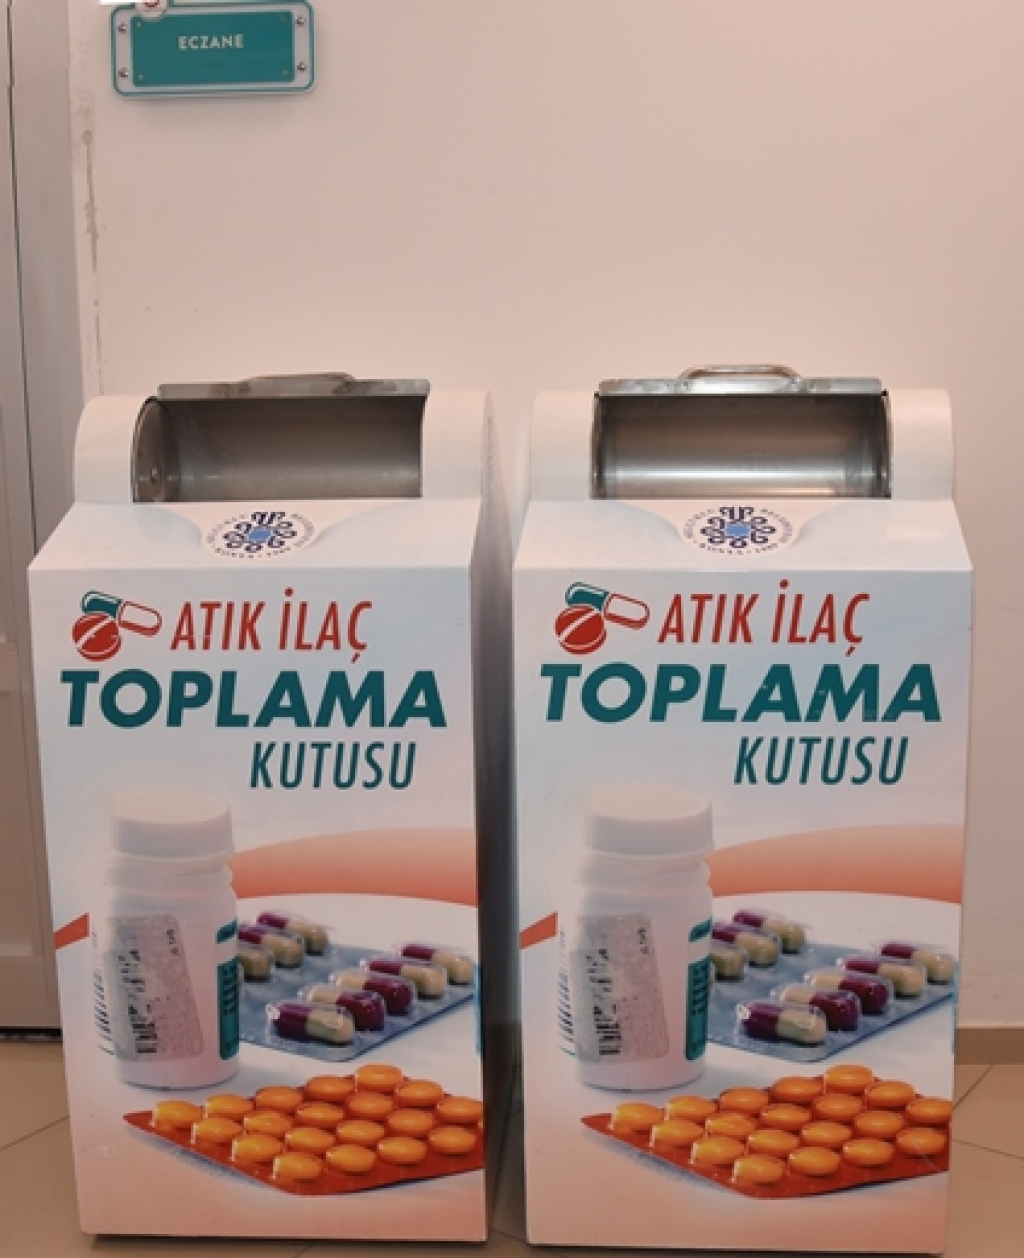 ECZANE
ATIK İLAÇ
TOPLAMA
KUTUSU
ATIK İLAÇ
TOPLAMA
KUTUSU